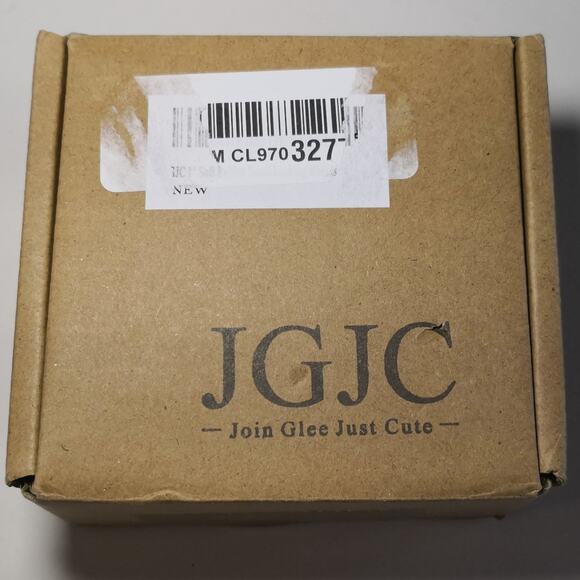 M CL970327
NEW
JGJC
— Join Glee Just Cute —